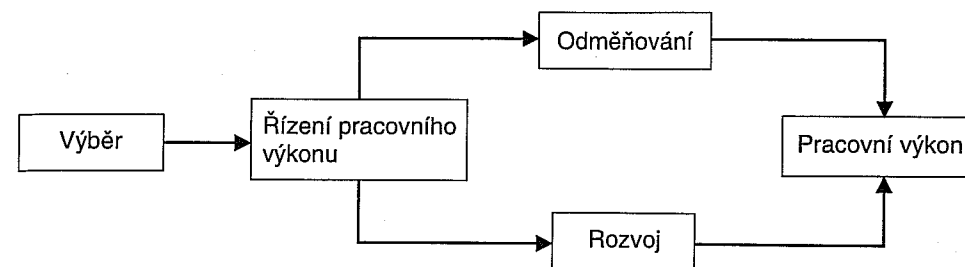 Odměňování
Výběr
Řízení pracovního
výkonu
Pracovní výkon
Rozvoj